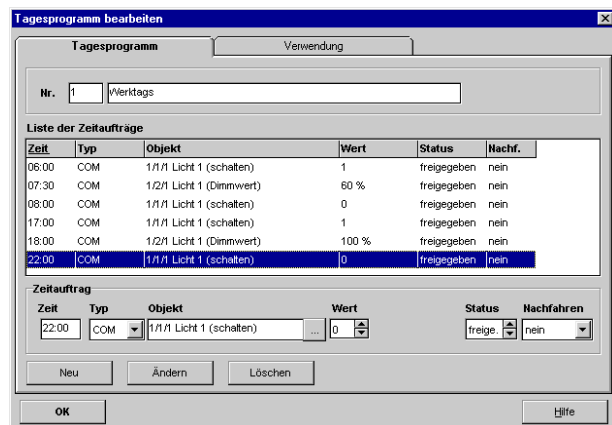 Tagesprogramm bearbeiten
Tagesprogramm Verwendung
Nr. 1 Werktags
Liste der Zeitaufträge
Zeit Typ Objekt Wert Status Nachf.
06:00 COM 1/1/1 Licht 1 (schalten) 1 freigegeben nein
07:30 COM 1/2/1 Licht 1 (Dimmwert) 60 % freigegeben nein
08:00 COM 1/1/1 Licht 1 (schalten) 0 freigegeben nein
17:00 COM 1/1/1 Licht 1 (schalten) 1 freigegeben nein
18:00 COM 1/2/1 Licht 1 (Dimmwert) 100 % freigegeben nein
22:00 COM 1/1/1 Licht 1 (schalten) 0 freigegeben nein
Zeitauftrag
Zeit Typ Objekt Wert Status Nachfahren
22:00 COM 1/1/1 Licht 1 (schalten) ... 0 freige. nein
Neu Ändern Löschen
OK Hilfe